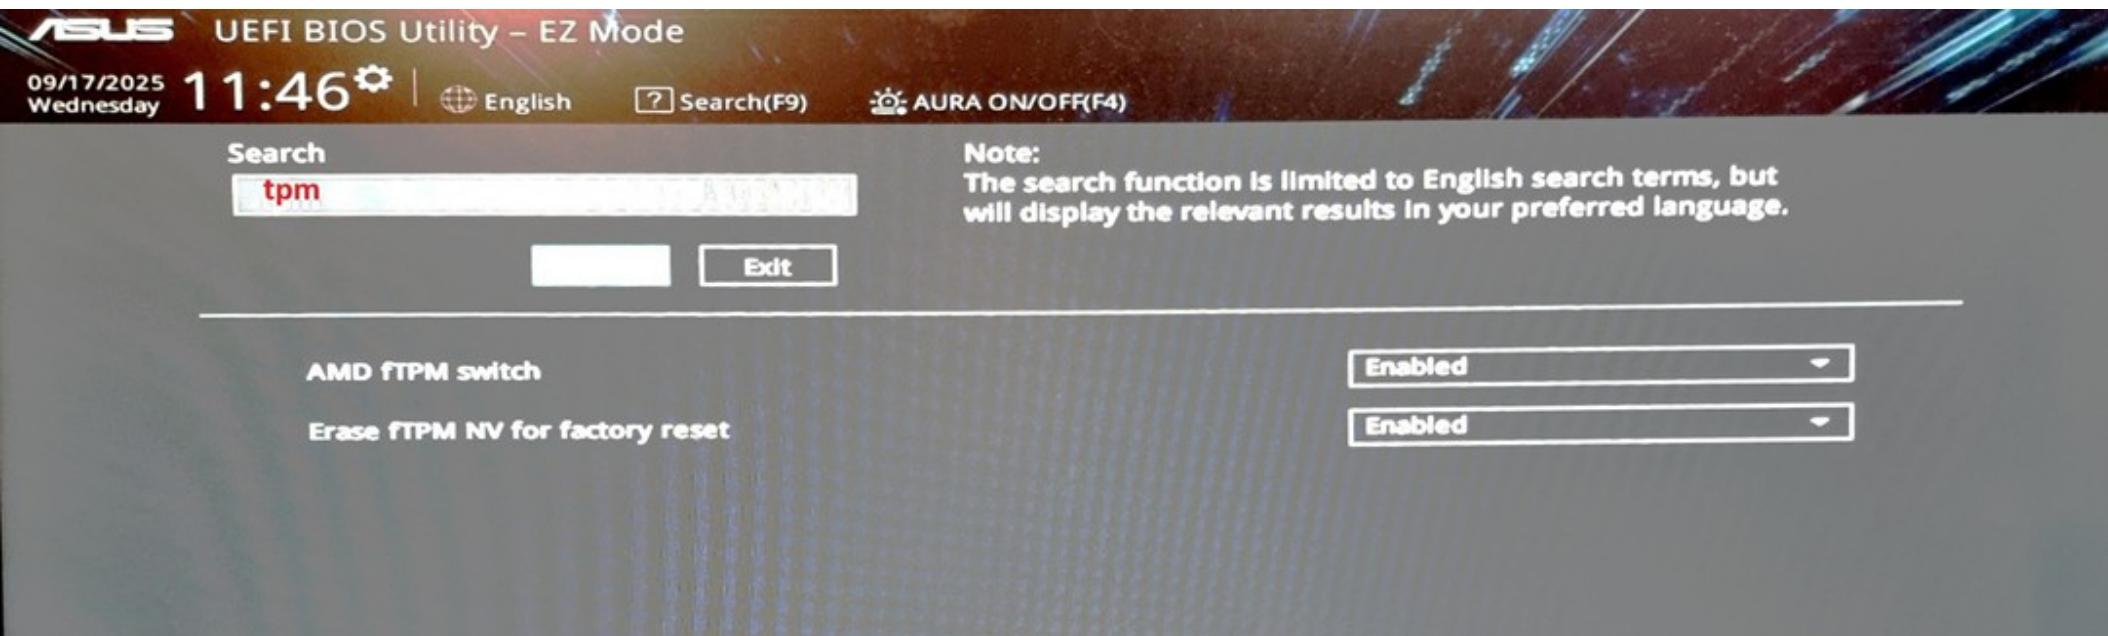 ASUS UEFI BIOS Utility – EZ Mode
09/17/2025
Wednesday
11:46
English
Search(F9)
AURA ON/OFF(F4)
Search
tpm
Note:
The search function is limited to English search terms, but
will display the relevant results in your preferred language.
Exit
AMD fTPM switch
Enabled
Erase fTPM NV for factory reset
Enabled